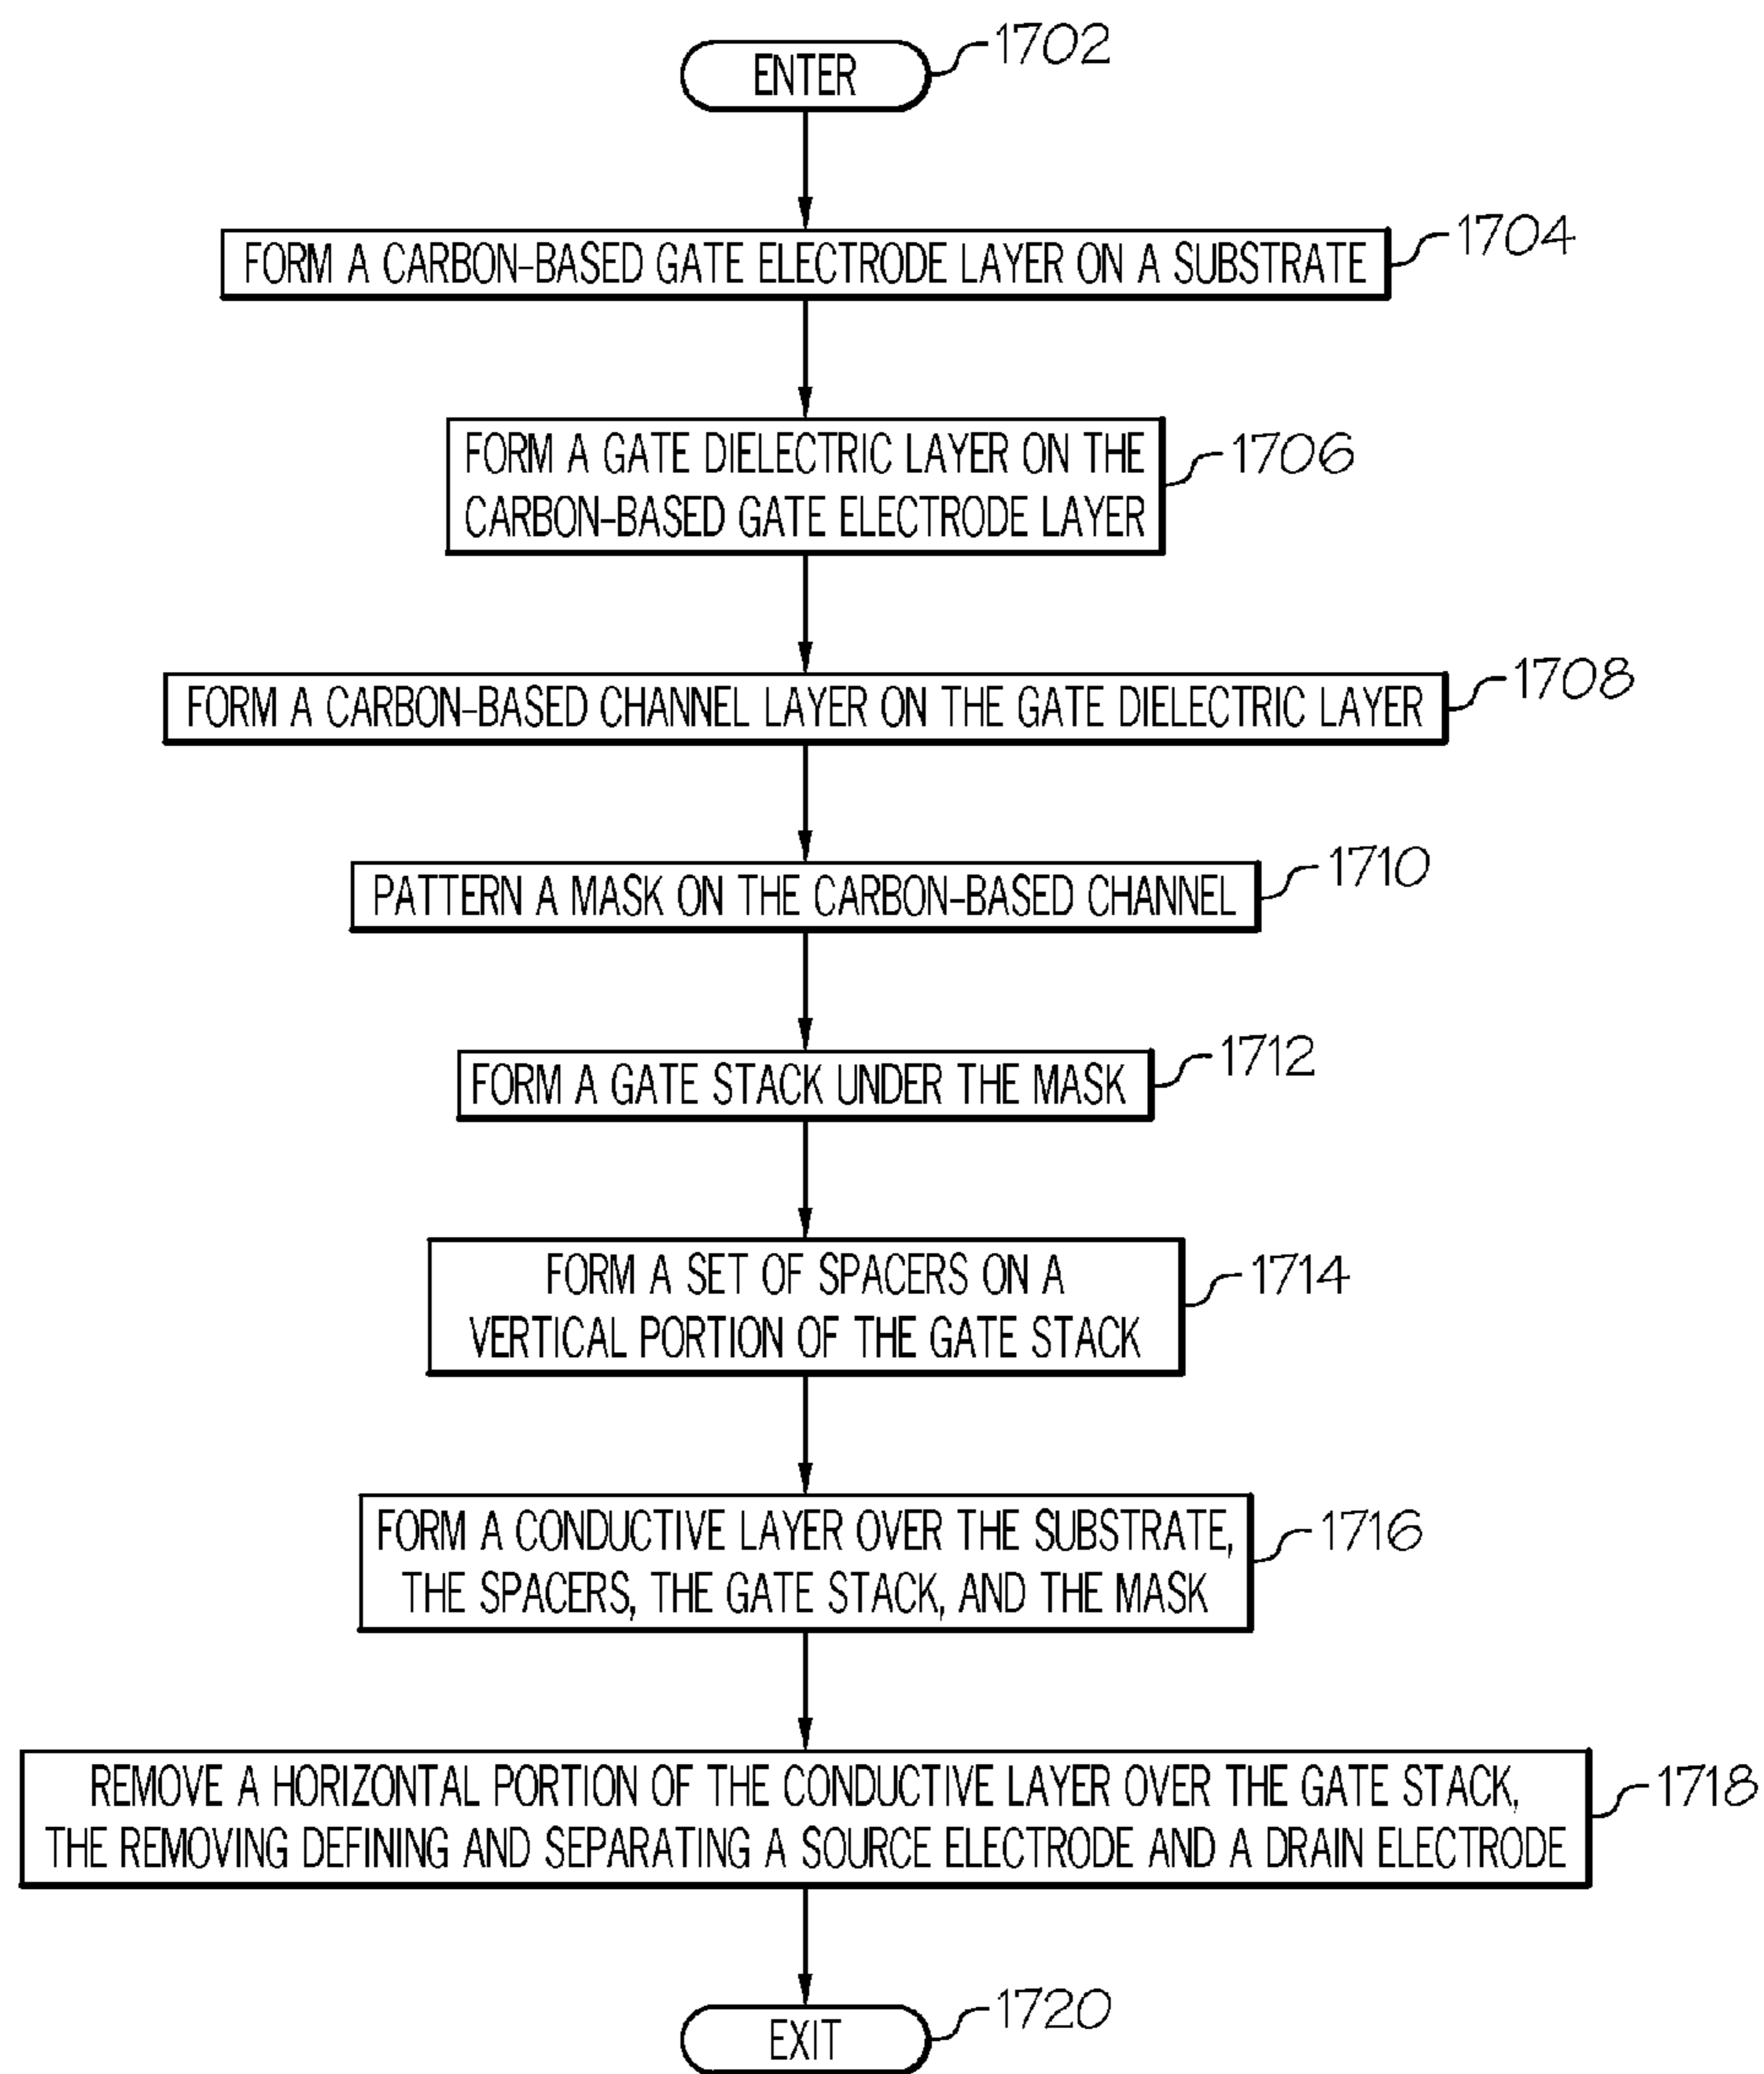 ENTER
1702
FORM A CARBON-BASED GATE ELECTRODE LAYER ON A SUBSTRATE
1704
FORM A GATE DIELECTRIC LAYER ON THE
CARBON-BASED GATE ELECTRODE LAYER
1706
FORM A CARBON-BASED CHANNEL LAYER ON THE GATE DIELECTRIC LAYER
1708
PATTERN A MASK ON THE CARBON-BASED CHANNEL
1710
FORM A GATE STACK UNDER THE MASK
1712
FORM A SET OF SPACERS ON A
VERTICAL PORTION OF THE GATE STACK
1714
FORM A CONDUCTIVE LAYER OVER THE SUBSTRATE,
THE SPACERS, THE GATE STACK, AND THE MASK
1716
REMOVE A HORIZONTAL PORTION OF THE CONDUCTIVE LAYER OVER THE GATE STACK,
THE REMOVING DEFINING AND SEPARATING A SOURCE ELECTRODE AND A DRAIN ELECTRODE
1718
EXIT
1720